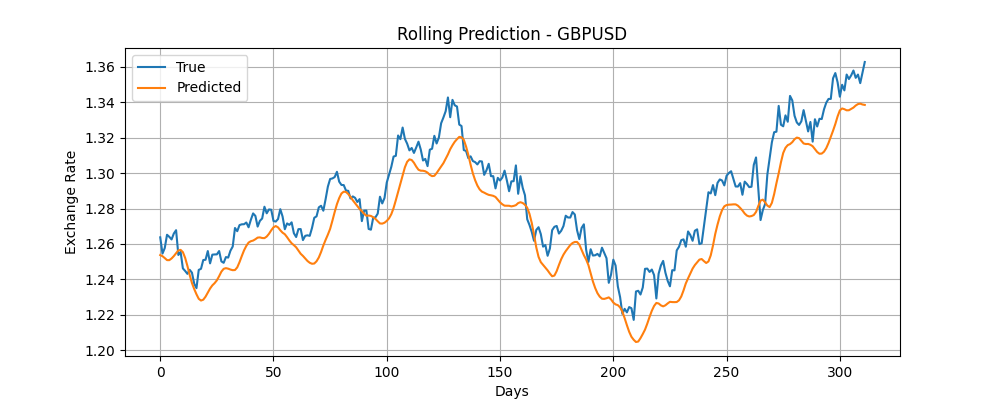 Rolling Prediction - GBPUSD
True
Predicted
Exchange Rate
1.36
1.34
1.32
1.30
1.28
1.26
1.24
1.22
1.20
0 50 100 150 200 250 300
Days